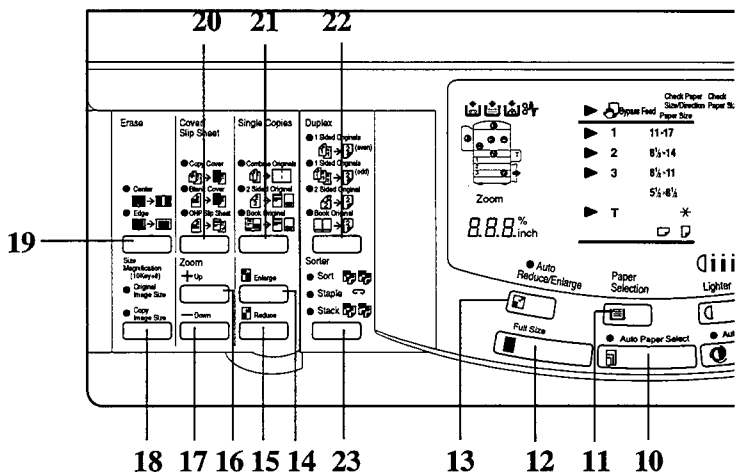 20 21 22
Erase
Center
Edge
Cover/
Slip Sheet
Copy Cover
Blank Cover
OHP Slip Sheet
Single Copies
Combine Originals
2 Sided Original
Book Original
Duplex
1 Sided Originals
(even)
1 Sided Originals
(odd)
2 Sided Original
Book Original
19
Size
Magnification
(10Key+#)
Original
Image Size
Copy
Image Size
Zoom
Up
Down
Enlarge
Reduce
Sorter
Sort
Staple
Stack
Zoom
8.8.8.% inch
Check Paper
Size/Direction
Check
Paper
Bypass Feed
Paper Size
1 11-17
2 8½-14
3 8½-11
5½-8½
T
Auto
Reduce/Enlarge
Full Size
Paper
Selection
Auto Paper Select
Lighter
18 17 16 15 14 23 13 12 11 10